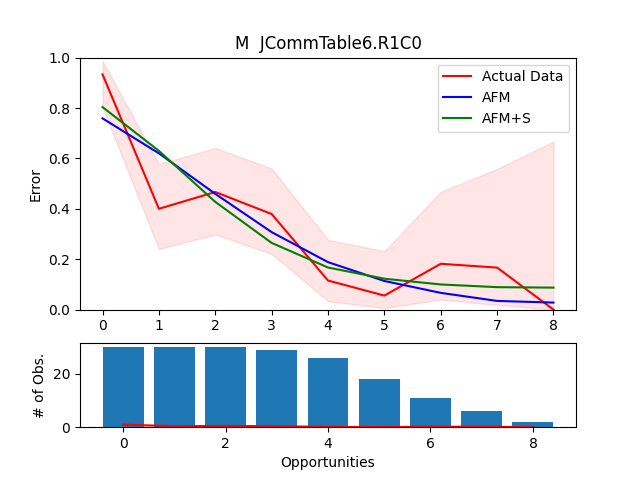 M  JCommTable6.R1C0
1.0
0.8
0.6
0.4
0.2
0.0
Error
Actual Data
AFM
AFM+S
0 1 2 3 4 5 6 7 8
20
0
# of Obs.
0 2 4 6 8
Opportunities